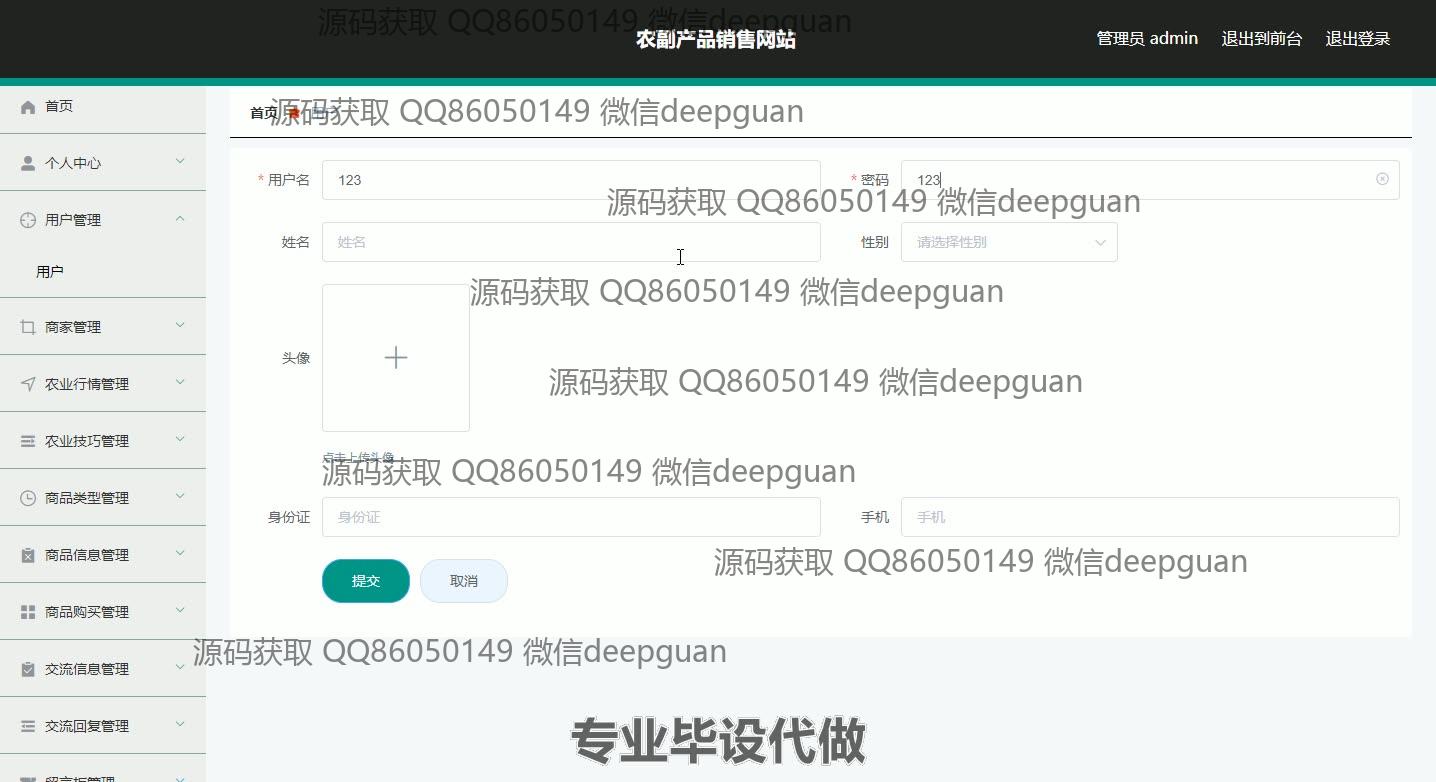 源码获取 QQ86050149 微信deepguan
农副产品销售网站
管理员 admin 退出到前台 退出登录
首页
个人中心
用户管理
用户
商家管理
农业行情管理
农业技巧管理
商品类型管理
商品信息管理
商品购买管理
交流信息管理
交流回复管理
首页
源码获取 QQ86050149 微信deepguan
* 用户名 123
* 密码 123
源码获取 QQ86050149 微信deepguan
姓名 姓名
性别 请选择性别
源码获取 QQ86050149 微信deepguan
头像
源码获取 QQ86050149 微信deepguan
点击上传头像
源码获取 QQ86050149 微信deepguan
身份证 身份证
手机 手机
源码获取 QQ86050149 微信deepguan
提交 取消
源码获取 QQ86050149 微信deepguan
专业毕设代做